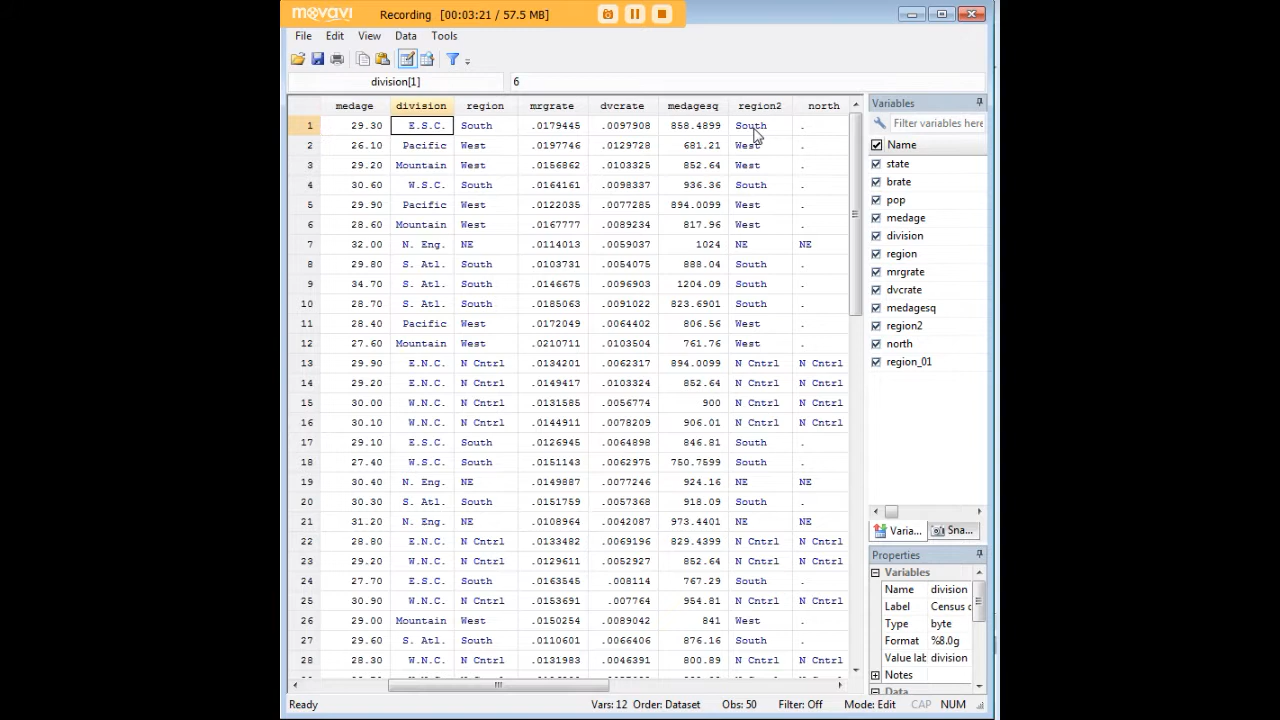 movavi Recording [00:03:21 / 57.5 MB]
File Edit View Data Tools
division[1] 6
medage division region mrgrate dvcrate medagesq region2 north
1 29.30 E.S.C. South .0179445 .0097908 858.4899 South .
2 26.10 Pacific West .0197746 .0129728 681.21 West .
3 29.20 Mountain West .0156862 .0103325 852.64 West .
4 30.60 W.S.C. South .0164161 .0098337 936.36 South .
5 29.90 Pacific West .0122035 .0077285 894.0099 West .
6 28.60 Mountain West .0167777 .0089234 817.96 West .
7 32.00 N. Eng. NE .0114013 .0059037 1024 NE NE
8 29.80 S. Atl. South .0103731 .0054075 888.04 South .
9 34.70 S. Atl. South .0146675 .0096903 1204.09 South .
10 28.70 S. Atl. South .0185063 .0091022 823.6901 South .
11 28.40 Pacific West .0172049 .0064402 806.56 West .
12 27.60 Mountain West .0210711 .0103504 761.76 West .
13 29.90 E.N.C. N Cntrl .0134201 .0062317 894.0099 N Cntrl N Cntrl
14 29.20 E.N.C. N Cntrl .0149417 .0103324 852.64 N Cntrl N Cntrl
15 30.00 W.N.C. N Cntrl .0131585 .0056774 900 N Cntrl N Cntrl
16 30.10 W.N.C. N Cntrl .0144911 .0078209 906.01 N Cntrl N Cntrl
17 29.10 E.S.C. South .0126945 .0064898 846.81 South .
18 27.40 W.S.C. South .0151143 .0062975 750.7599 South .
19 30.40 N. Eng. NE .0149887 .0077246 924.16 NE NE
20 30.30 S. Atl. South .0151759 .0057368 918.09 South .
21 31.20 N. Eng. NE .0108964 .0042087 973.4401 NE NE
22 28.80 E.N.C. N Cntrl .0133482 .0069196 829.4399 N Cntrl N Cntrl
23 29.20 W.N.C. N Cntrl .0129611 .0052927 852.64 N Cntrl N Cntrl
24 27.70 E.S.C. South .0163545 .008114 767.29 South .
25 30.90 W.N.C. N Cntrl .0153691 .007764 954.81 N Cntrl N Cntrl
26 29.00 Mountain West .0150254 .0089042 841 West .
27 29.60 S. Atl. South .0110601 .0066406 876.16 South .
28 28.30 W.N.C. N Cntrl .0131983 .0046391 800.89 N Cntrl N Cntrl
Variables
Filter variables here
Name
state
brate
pop
medage
division
region
mrgrate
dvcrate
medagesq
region2
north
region_01
Varia... Sna...
Properties
Variables
Name division
Label Census d
Type byte
Format %8.0g
Value lab division
Notes
Data
Ready Vars: 12 Order: Dataset Obs: 50 Filter: Off Mode: Edit CAP NUM